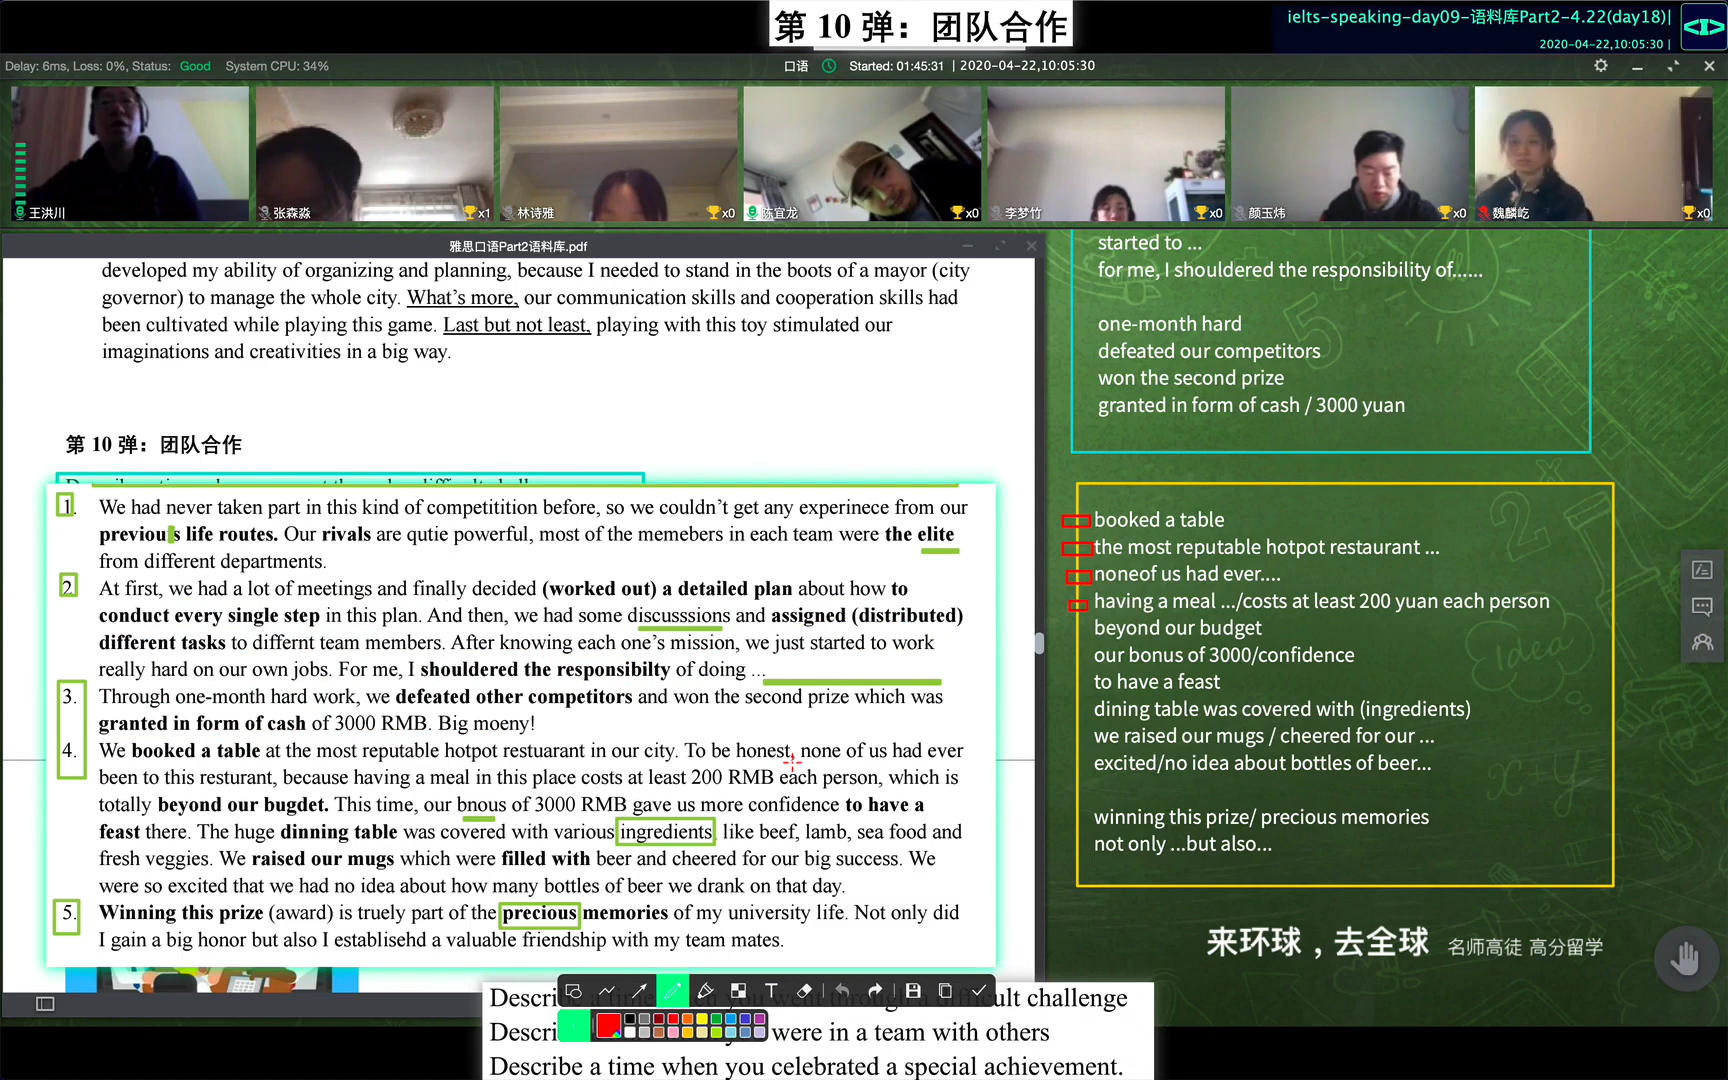 第 10 弹：团队合作
ielts-speaking-day09-语料库Part2-4.22(day18)|
2020-04-22,10:05:30 |
Delay: 6ms, Loss: 0%, Status: Good System CPU: 34%
口语 Started: 01:45:31 | 2020-04-22,10:05:30
王洪川
张森淼 x1
林诗雅 x0
陈宜龙 x0
李梦竹 x0
颜玉炜 x0
魏麟屹 x0
雅思口语Part2语料库.pdf
developed my ability of organizing and planning, because I needed to stand in the boots of a mayor (city
governor) to manage the whole city. What's more, our communication skills and cooperation skills had
been cultivated while playing this game. Last but not least, playing with this toy stimulated our
imaginations and creativities in a big way.
第 10 弹：团队合作
1. We had never taken part in this kind of competitition before, so we couldn't get any experinece from our
previous life routes. Our rivals are qutie powerful, most of the memebers in each team were the elite
from different departments.
2. At first, we had a lot of meetings and finally decided (worked out) a detailed plan about how to
conduct every single step in this plan. And then, we had some discusssions and assigned (distributed)
different tasks to differnt team members. After knowing each one's mission, we just started to work
really hard on our own jobs. For me, I shouldered the responsibilty of doing ...
3. Through one-month hard work, we defeated other competitors and won the second prize which was
granted in form of cash of 3000 RMB. Big moeny!
4. We booked a table at the most reputable hotpot restuarant in our city. To be honest, none of us had ever
been to this resturant, because having a meal in this place costs at least 200 RMB each person, which is
totally beyond our bugdet. This time, our bnous of 3000 RMB gave us more confidence to have a
feast there. The huge dinning table was covered with various ingredients, like beef, lamb, sea food and
fresh veggies. We raised our mugs which were filled with beer and cheered for our big success. We
were so excited that we had no idea about how many bottles of beer we drank on that day.
5. Winning this prize (award) is truely part of the precious memories of my university life. Not only did
I gain a big honor but also I establisehd a valuable friendship with my team mates.
started to ...
for me, I shouldered the responsibility of......
one-month hard
defeated our competitors
won the second prize
granted in form of cash / 3000 yuan
booked a table
the most reputable hotpot restaurant ...
noneof us had ever....
having a meal .../costs at least 200 yuan each person
beyond our budget
our bonus of 3000/confidence
to have a feast
dining table was covered with (ingredients)
we raised our mugs / cheered for our ...
excited/no idea about bottles of beer...
winning this prize/ precious memories
not only ...but also...
来环球，去全球 名师高徒 高分留学
Describe a time when you went through a difficult challenge
were in a team with others
Describe a time when you celebrated a special achievement.